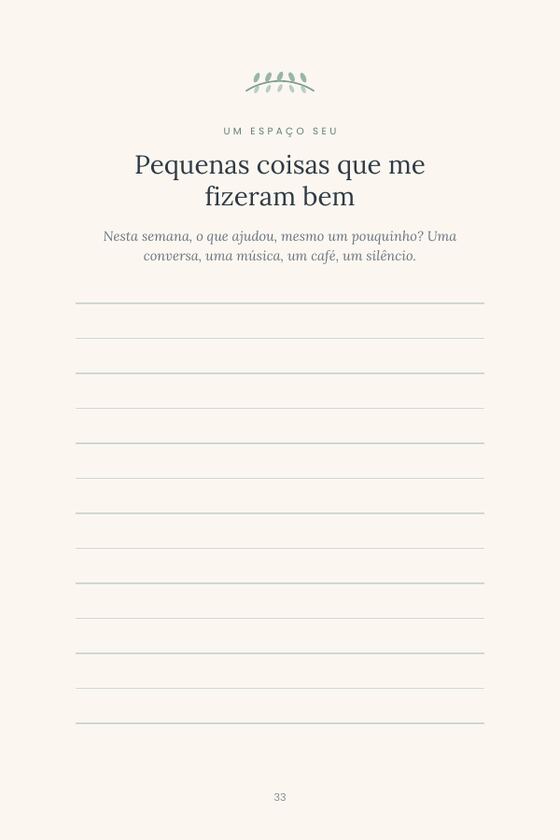 UM ESPAÇO SEU
Pequenas coisas que me
fizeram bem
Nesta semana, o que ajudou, mesmo um pouquinho? Uma
conversa, uma música, um café, um silêncio.
33